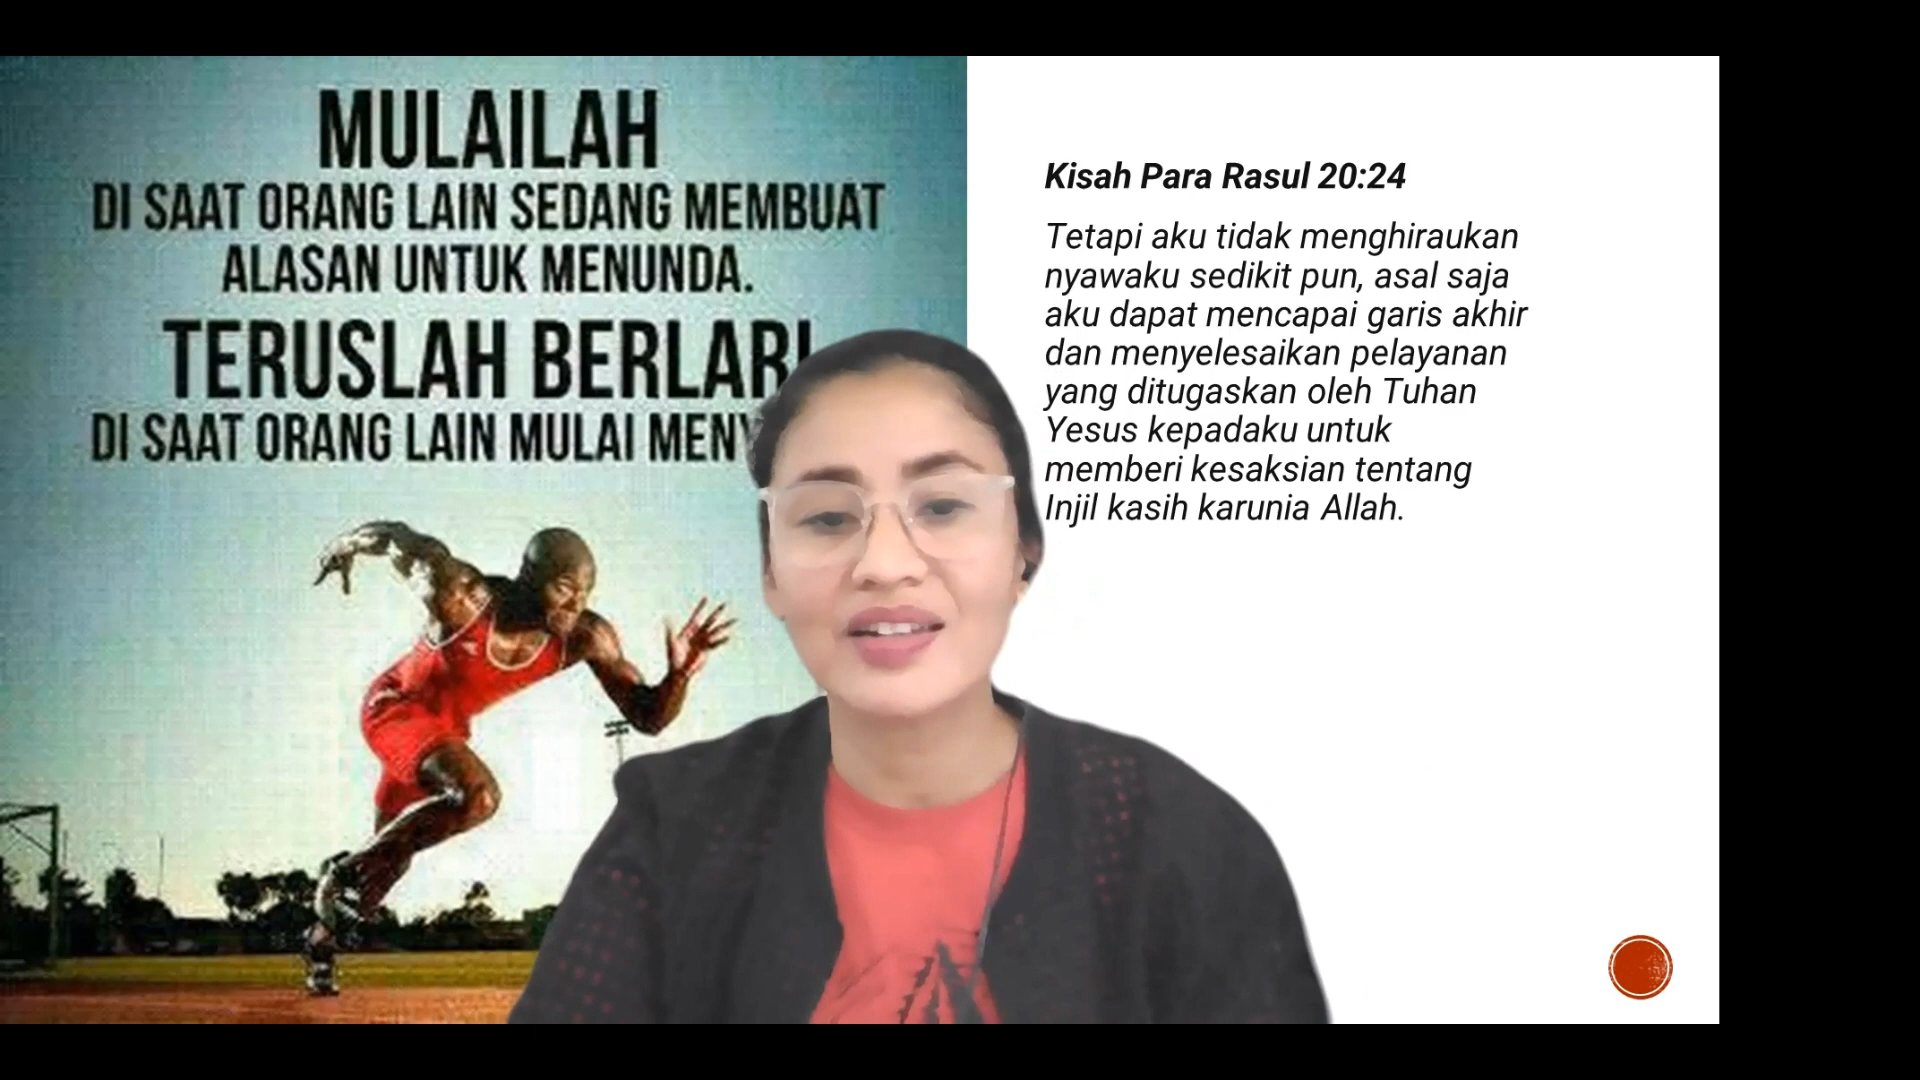 MULAILAH
DI SAAT ORANG LAIN SEDANG MEMBUAT
ALASAN UNTUK MENUNDA.
TERUSLAH BERLARI
DI SAAT ORANG LAIN MULAI
Kisah Para Rasul 20:24
Tetapi aku tidak menghiraukan
nyawaku sedikit pun, asal saja
aku dapat mencapai garis akhir
dan menyelesaikan pelayanan
yang ditugaskan oleh Tuhan
Yesus kepadaku untuk
memberi kesaksian tentang
Injil kasih karunia Allah.